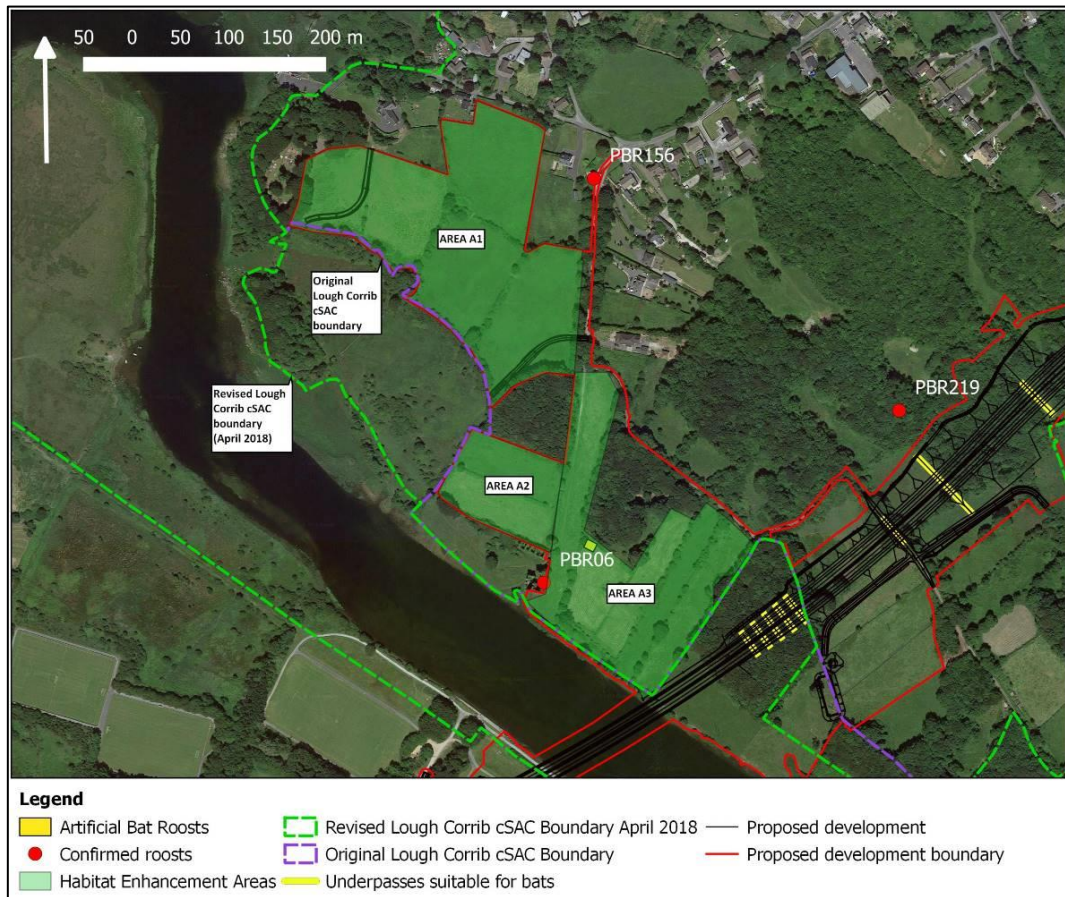 50 0 50 100 150 200 m
PBR156
AREA A1
Original
Lough Corrib
cSAC
boundary
PBR219
Revised Lough
Corrib cSAC
boundary
(April 2018)
AREA A2
PBR06
AREA A3
Legend
Artificial Bat Roosts
Revised Lough Corrib cSAC Boundary April 2018
Proposed development
Confirmed roosts
Original Lough Corrib cSAC Boundary
Proposed development boundary
Habitat Enhancement Areas
Underpasses suitable for bats